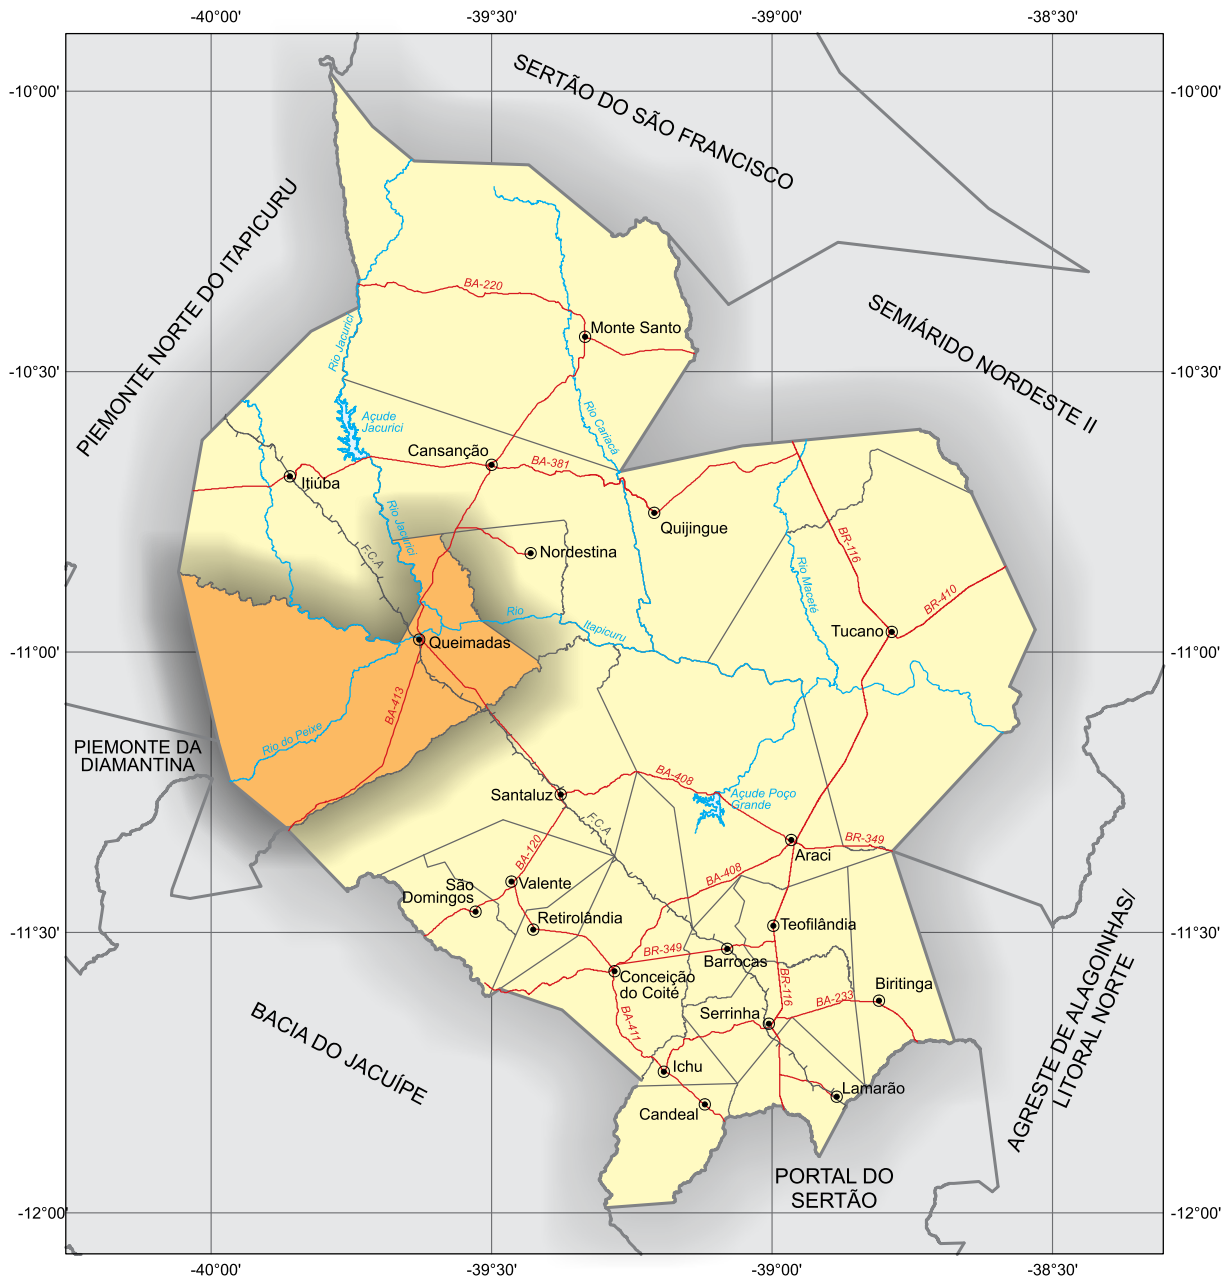 -40°00'
-39°30'
-39°00'
-38°30'
-10°00'
-10°00'
SERTÃO DO SÃO FRANCISCO
PIEMONTE NORTE DO ITAPICURU
BA-220
SEMIÁRIDO NORDESTE II
Monte Santo
Rio Jacurici
-10°30'
-10°30'
Açude
Jacurici
Rio Cariacá
Cansanção
BA-381
Itiúba
Rio Jacurici
Quijingue
BR-116
F.C.A
Nordestina
Rio Maceté
BR-410
Rio
Itapicuru
Tucano
Queimadas
-11°00'
-11°00'
BA-413
Rio do Peixe
PIEMONTE DA
DIAMANTINA
BA-408
Santaluz
Açude Poço
Grande
F.C.A
BR-349
Araci
BA-120
BA-408
São
Domingos
Valente
Retirolândia
Teofilândia
-11°30'
-11°30'
BR-349
Barrocas
Conceição
do Coité
BR-116
Biritinga
BA-233
Serrinha
BA-411
BACIA DO JACUÍPE
AGRESTE DE ALAGOINHAS/
LITORAL NORTE
Ichu
Lamarão
Candeal
PORTAL DO
SERTÃO
-12°00'
-12°00'
-40°00'
-39°30'
-39°00'
-38°30'